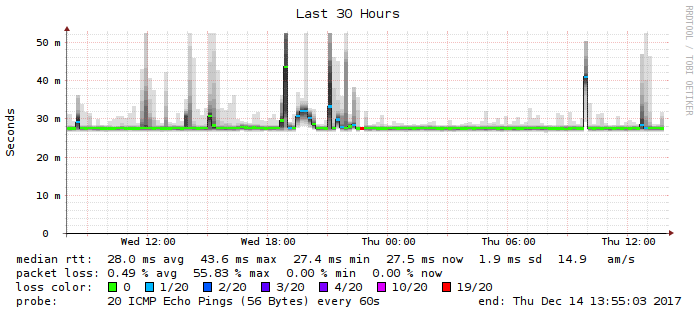 Last 30 Hours
RRDTOOL / TOBI OETIKER
Seconds
50 m
40 m
30 m
20 m
10 m
0
Wed 12:00 Wed 18:00 Thu 00:00 Thu 06:00 Thu 12:00
median rtt: 28.0 ms avg 43.6 ms max 27.4 ms min 27.5 ms now 1.9 ms sd 14.9 am/s
packet loss: 0.49 % avg 55.83 % max 0.00 % min 0.00 % now
loss color: 0 1/20 2/20 3/20 4/20 10/20 19/20
probe: 20 ICMP Echo Pings (56 Bytes) every 60s end: Thu Dec 14 13:55:03 2017